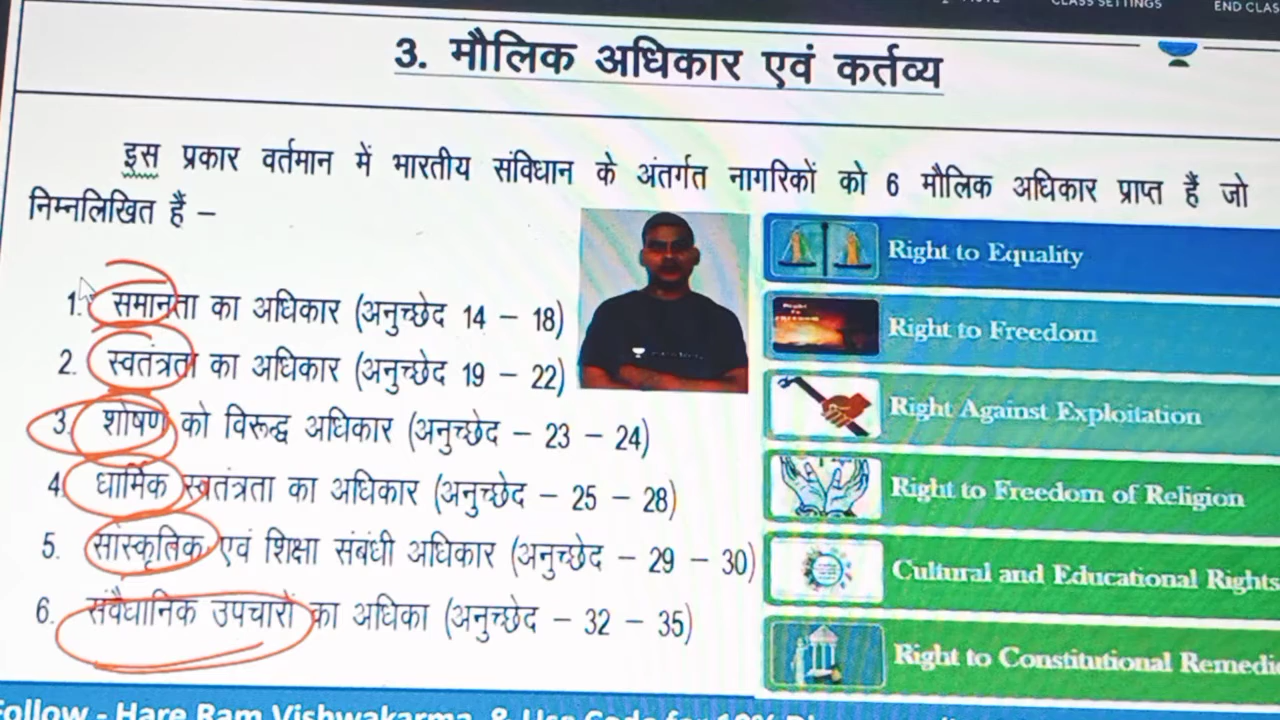 CLASS SETTINGS
END CLAS
3. मौलिक अधिकार एवं कर्तव्य
इस प्रकार वर्तमान में भारतीय संविधान के अंतर्गत नागरिकों को 6 मौलिक अधिकार प्राप्त हैं जो
निम्नलिखित हैं –
1. समानता का अधिकार (अनुच्छेद 14 – 18)
2. स्वतंत्रता का अधिकार (अनुच्छेद 19 – 22)
3. शोषण को विरूद्ध अधिकार (अनुच्छेद – 23 – 24)
4. धार्मिक स्वतंत्रता का अधिकार (अनुच्छेद – 25 – 28)
5. सांस्कृतिक एवं शिक्षा संबंधी अधिकार (अनुच्छेद – 29 – 30)
6. संवैधानिक उपचारों का अधिका (अनुच्छेद – 32 – 35)
Right to Equality
Right to Freedom
Right Against Exploitation
Right to Freedom of Religion
Cultural and Educational Rights
Right to Constitutional Remedie
Follow - Hare Ram Vishwakarma & Use Code for 10%